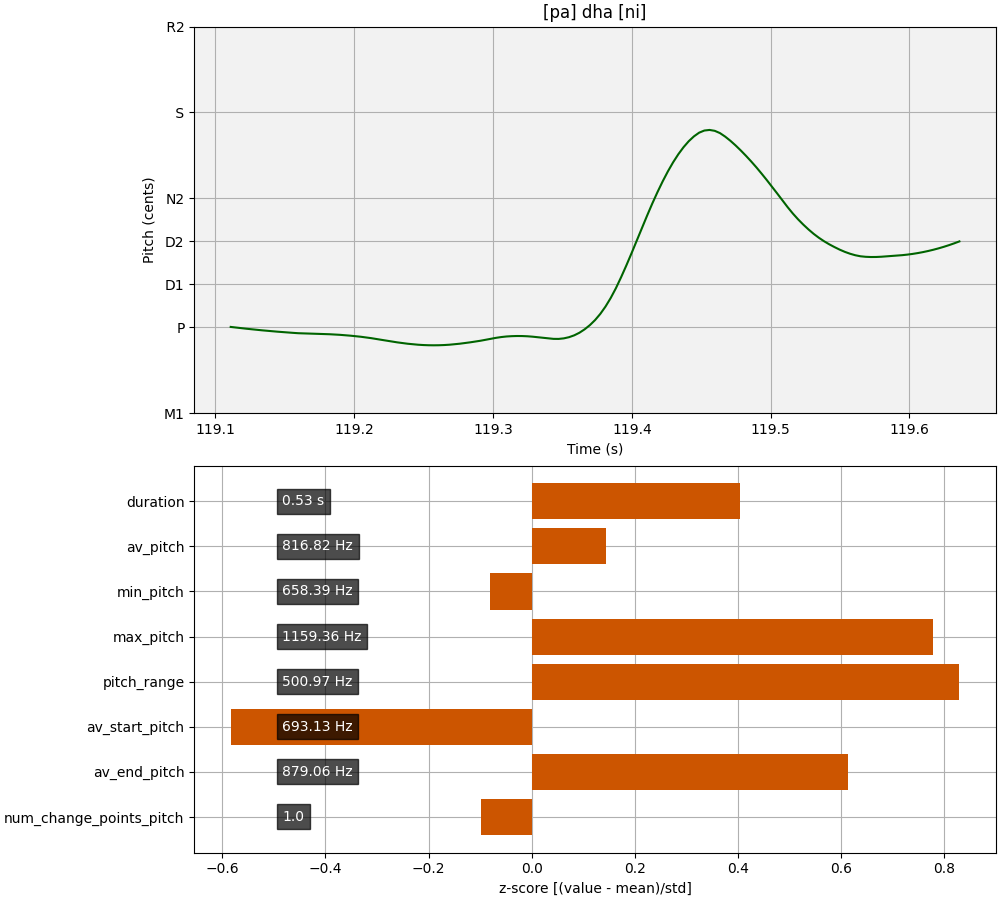 [pa] dha [ni]
R2
S
N2
D2
D1
P
M1
Pitch (cents)
119.1 119.2 119.3 119.4 119.5 119.6
Time (s)
duration 0.53 s
av_pitch 816.82 Hz
min_pitch 658.39 Hz
max_pitch 1159.36 Hz
pitch_range 500.97 Hz
av_start_pitch 693.13 Hz
av_end_pitch 879.06 Hz
num_change_points_pitch 1.0
−0.6 −0.4 −0.2 0.0 0.2 0.4 0.6 0.8
z-score [(value - mean)/std]